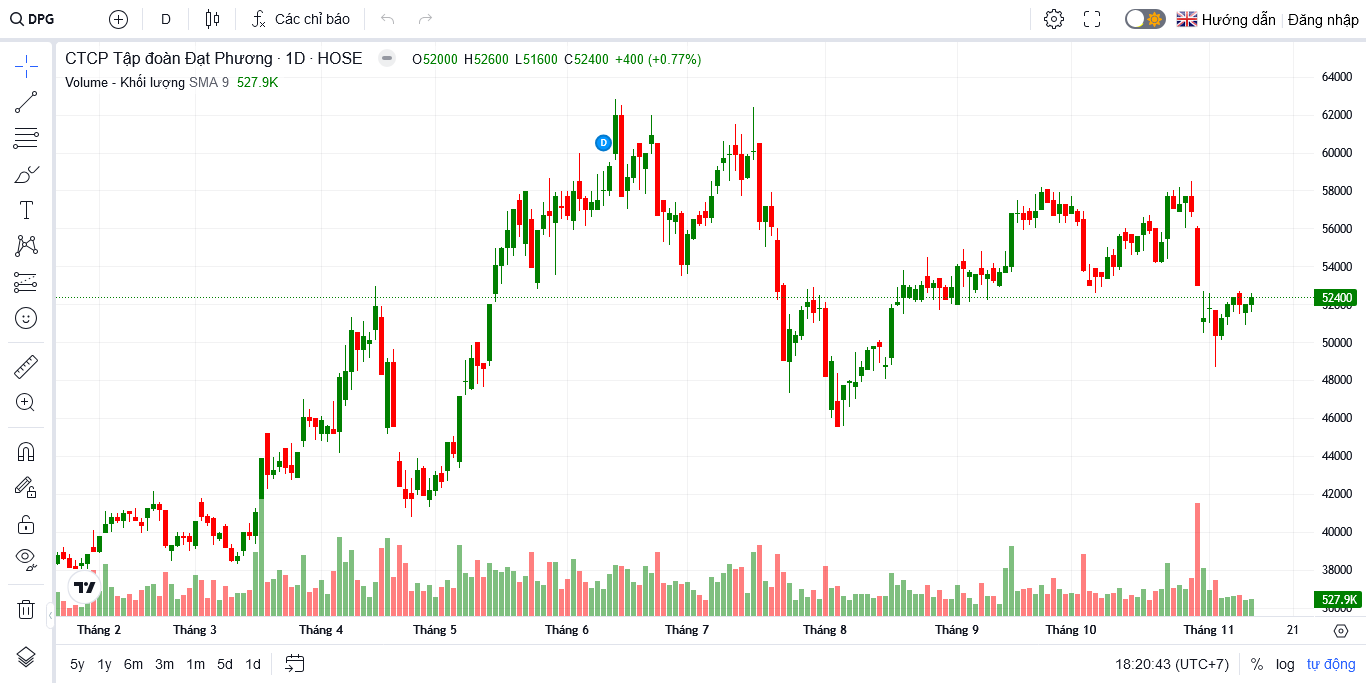 DPG D Các chỉ báo Hướng dẫn Đăng nhập
CTCP Tập đoàn Đạt Phương · 1D · HOSE O52000 H52600 L51600 C52400 +400 (+0.77%)
Volume - Khối lượng SMA 9 527.9K
64000
62000
D
60000
58000
56000
54000
52400
52000
50000
48000
46000
44000
42000
40000
38000
527.9K
36000
Tháng 2 Tháng 3 Tháng 4 Tháng 5 Tháng 6 Tháng 7 Tháng 8 Tháng 9 Tháng 10 Tháng 11 21
5y 1y 6m 3m 1m 5d 1d 18:20:43 (UTC+7) % log tự động